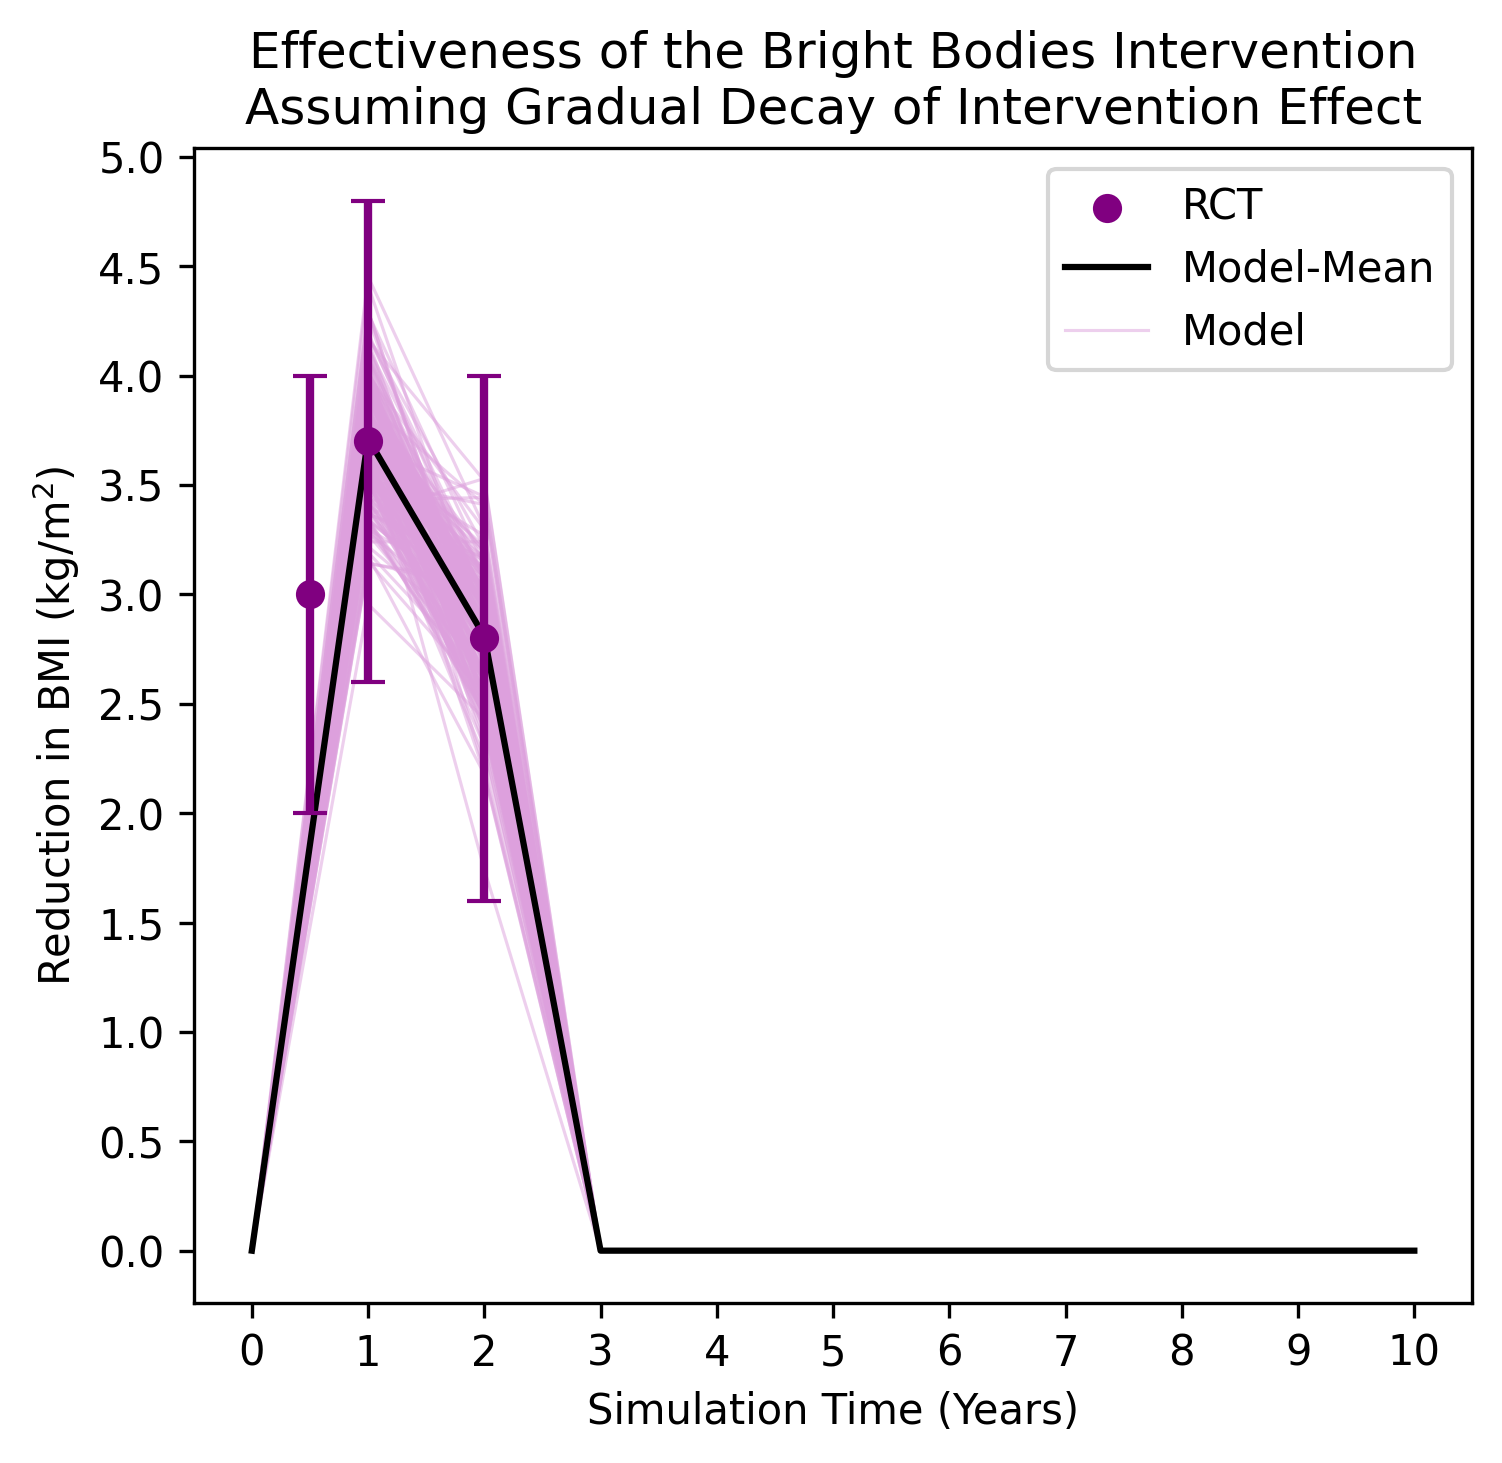 Effectiveness of the Bright Bodies Intervention
Assuming Gradual Decay of Intervention Effect
RCT
Model-Mean
Model
Reduction in BMI (kg/m²)
5.0
4.5
4.0
3.5
3.0
2.5
2.0
1.5
1.0
0.5
0.0
0 1 2 3 4 5 6 7 8 9 10
Simulation Time (Years)